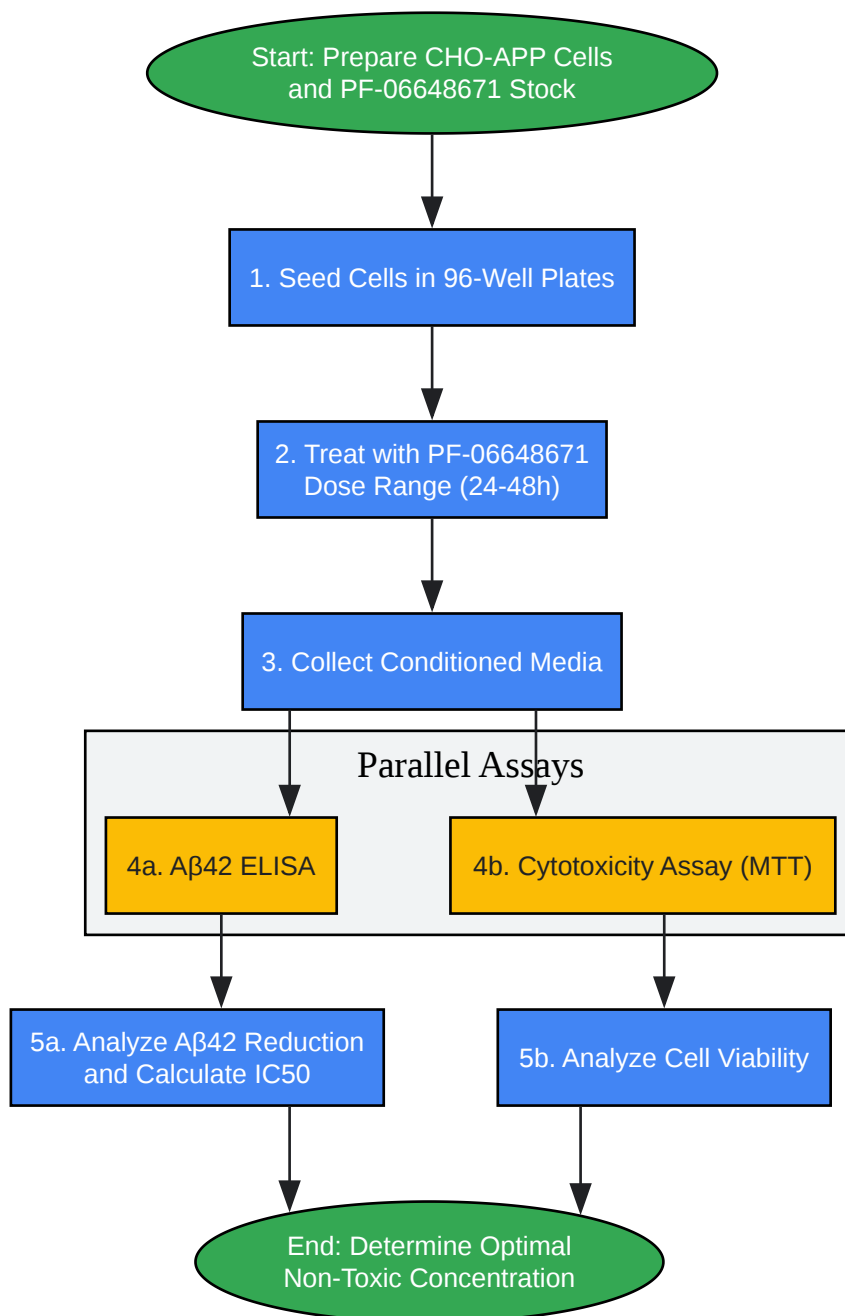 Start: Prepare CHO-APP Cells
and PF-06648671 Stock
1. Seed Cells in 96-Well Plates
2. Treat with PF-06648671
Dose Range (24-48h)
3. Collect Conditioned Media
Parallel Assays
4a. Aβ42 ELISA
4b. Cytotoxicity Assay (MTT)
5a. Analyze Aβ42 Reduction
and Calculate IC50
5b. Analyze Cell Viability
End: Determine Optimal
Non-Toxic Concentration